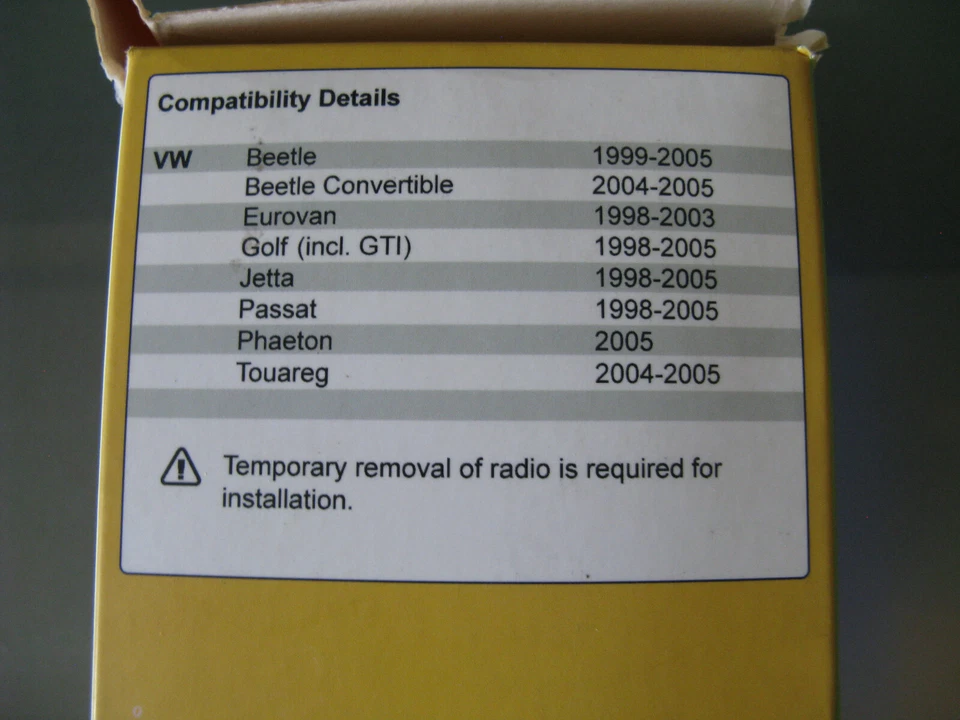 Compatibility Details
VW Beetle 1999-2005
Beetle Convertible 2004-2005
Eurovan 1998-2003
Golf (incl. GTI) 1998-2005
Jetta 1998-2005
Passat 1998-2005
Phaeton 2005
Touareg 2004-2005
Temporary removal of radio is required for
installation.